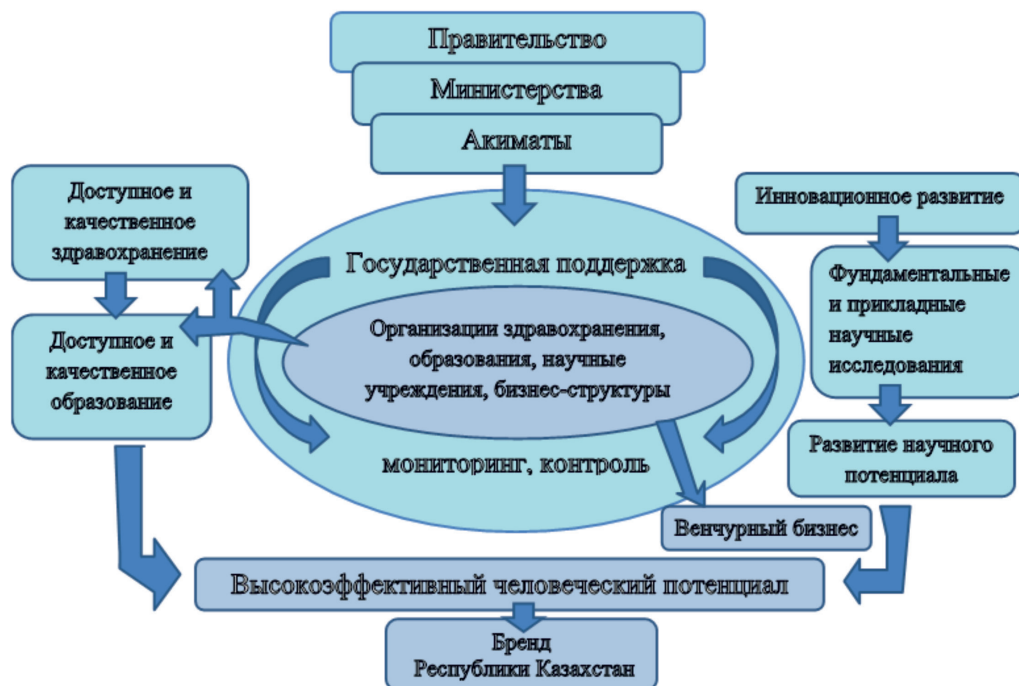 Правительство
Министерства
Акиматы
Доступное и
качественное
здравохранение
Доступное и
качественное
образование
Государственная поддержка
Организации здравохранения,
образования, научные
учреждения, бизнес-структуры
мониторинг, контроль
Инновационное развитие
Фундаментальные
и прикладные
научные
исследования
Развитие научного
потенциала
Венчурный бизнес
Высокоэффективный человеческий потенциал
Бренд
Республики Казахстан